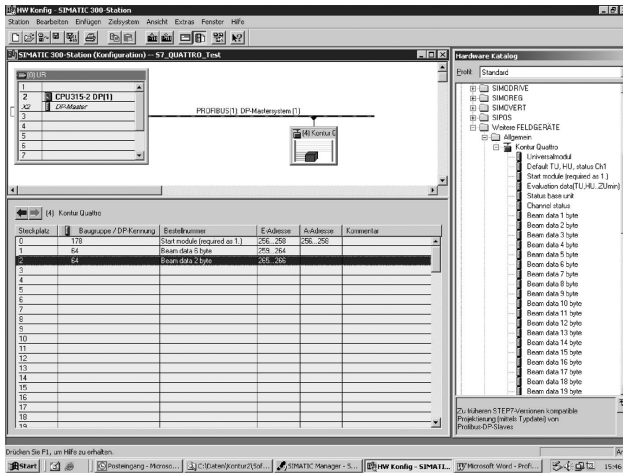 HW Konfig - SIMATIC 300-Station
Station Bearbeiten Einfügen Zielsystem Ansicht Extras Fenster Hilfe
SIMATIC 300-Station (Konfiguration) -- S7_QUATTRO_Test
(0) UR
1
2 CPU315-2 DP(1)
X2 DP-Master
3
4
5
6
7
PROFIBUS(1): DP-Mastersystem (1)
(4) Kontur Q
(4) Kontur Quattro
Steckplatz Baugruppe / DP-Kennung Bestellnummer E-Adresse A-Adresse Kommentar
0 178 Start module (required as 1.) 256...258 256...258
1 64 Beam data 6 byte 259...264
2 64 Beam data 2 byte 265...266
3
4
5
6
7
8
9
10
11
12
13
14
15
16
17
18
19
Hardware Katalog
Profil: Standard
SIMODRIVE
SIMOREG
SIMOVERT
SIPOS
Weitere FELDGERÄTE
Allgemein
Kontur Quattro
Universalmodul
Default TU, HU, status Ch1
Start module (required as 1.)
Evaluation data(TU,HU..ZUmin)
Status base unit
Channel status
Beam data 1 byte
Beam data 2 byte
Beam data 3 byte
Beam data 4 byte
Beam data 5 byte
Beam data 6 byte
Beam data 7 byte
Beam data 8 byte
Beam data 9 byte
Beam data 10 byte
Beam data 11 byte
Beam data 12 byte
Beam data 13 byte
Beam data 14 byte
Beam data 15 byte
Beam data 16 byte
Beam data 17 byte
Beam data 18 byte
Beam data 19 byte
Zu früheren STEP7-Versionen kompatible
Projektierung (mittels Typdatei) von
Profibus-DP-Slaves
Drücken Sie F1, um Hilfe zu erhalten.
Start Posteingang - Microso... C:\Daten\Kontur2\Sof... SIMATIC Manager - S... HW Konfig - SIMATI... Microsoft Word - Profi... 15:46